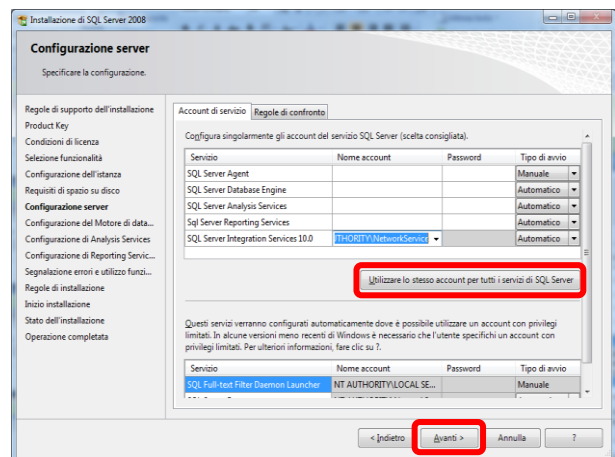 Installazione di SQL Server 2008
Configurazione server
Specificare la configurazione.
Regole di supporto dell'installazione
Product Key
Condizioni di licenza
Selezione funzionalità
Configurazione dell'istanza
Requisiti di spazio su disco
Configurazione server
Configurazione del Motore di data...
Configurazione di Analysis Services
Configurazione di Reporting Servic...
Segnalazione errori e utilizzo funzi...
Regole di installazione
Inizio installazione
Stato dell'installazione
Operazione completata
Account di servizio Regole di confronto
Configura singolarmente gli account del servizio SQL Server (scelta consigliata).
Servizio Nome account Password Tipo di avvio
SQL Server Agent Manuale
SQL Server Database Engine Automatico
SQL Server Analysis Services Automatico
Sql Server Reporting Services Automatico
SQL Server Integration Services 10.0 THORITY\NetworkService Automatico
Utilizzare lo stesso account per tutti i servizi di SQL Server
Questi servizi verranno configurati automaticamente dove è possibile utilizzare un account con privilegi
limitati. In alcune versioni meno recenti di Windows è necessario che l'utente specifichi un account con
privilegi limitati. Per ulteriori informazioni, fare clic su ?.
Servizio Nome account Password Tipo di avvio
SQL Full-text Filter Daemon Launcher NT AUTHORITY\LOCAL SE... Manuale
< Indietro Avanti > Annulla ?